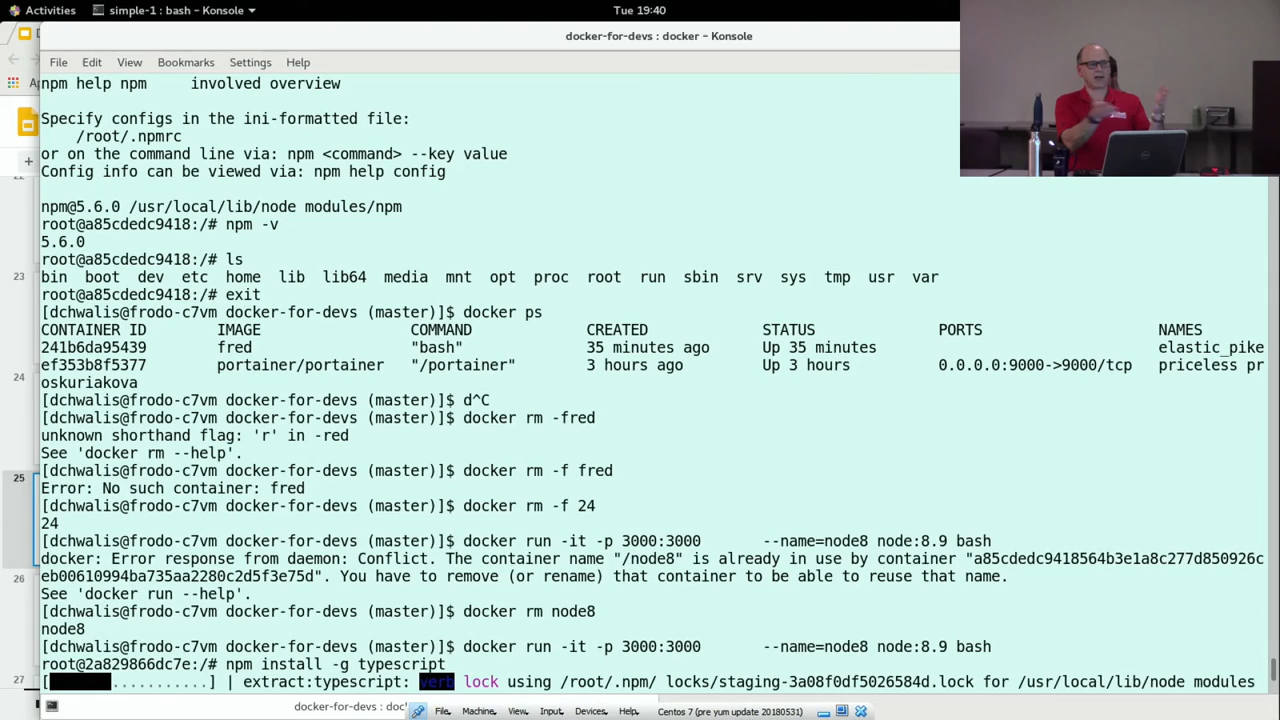 Activities simple-1 : bash - Konsole Tue 19:40
docker-for-devs : docker - Konsole
File Edit View Bookmarks Settings Help
npm help npm     involved overview
Specify configs in the ini-formatted file:
    /root/.npmrc
or on the command line via: npm <command> --key value
Config info can be viewed via: npm help config
npm@5.6.0 /usr/local/lib/node modules/npm
root@a85cdedc9418:/# npm -v
5.6.0
root@a85cdedc9418:/# ls
bin  boot  dev  etc  home  lib  lib64  media  mnt  opt  proc  root  run  sbin  srv  sys  tmp  usr  var
root@a85cdedc9418:/# exit
[dchwalis@frodo-c7vm docker-for-devs (master)]$ docker ps
CONTAINER ID        IMAGE                 COMMAND             CREATED             STATUS              PORTS                    NAMES
241b6da95439        fred                  "bash"              35 minutes ago      Up 35 minutes                                elastic_pike
ef353b8f5377        portainer/portainer   "/portainer"        3 hours ago         Up 3 hours          0.0.0.0:9000->9000/tcp   priceless pr
oskuriakova
[dchwalis@frodo-c7vm docker-for-devs (master)]$ d^C
[dchwalis@frodo-c7vm docker-for-devs (master)]$ docker rm -fred
unknown shorthand flag: 'r' in -red
See 'docker rm --help'.
[dchwalis@frodo-c7vm docker-for-devs (master)]$ docker rm -f fred
Error: No such container: fred
[dchwalis@frodo-c7vm docker-for-devs (master)]$ docker rm -f 24
24
[dchwalis@frodo-c7vm docker-for-devs (master)]$ docker run -it -p 3000:3000       --name=node8 node:8.9 bash
docker: Error response from daemon: Conflict. The container name "/node8" is already in use by container "a85cdedc9418564b3e1a8c277d850926c
eb00610994ba735aa2280c2d5f3e75d". You have to remove (or rename) that container to be able to reuse that name.
See 'docker run --help'.
[dchwalis@frodo-c7vm docker-for-devs (master)]$ docker rm node8
node8
[dchwalis@frodo-c7vm docker-for-devs (master)]$ docker run -it -p 3000:3000       --name=node8 node:8.9 bash
root@2a829866dc7e:/# npm install -g typescript
[       ...........] | extract:typescript: verb lock using /root/.npm/ locks/staging-3a08f0df5026584d.lock for /usr/local/lib/node modules
23
24
25
26
27
docker-for-devs : doc
File Machine View Input Devices Help Centos 7 (pre yum update 20180531)